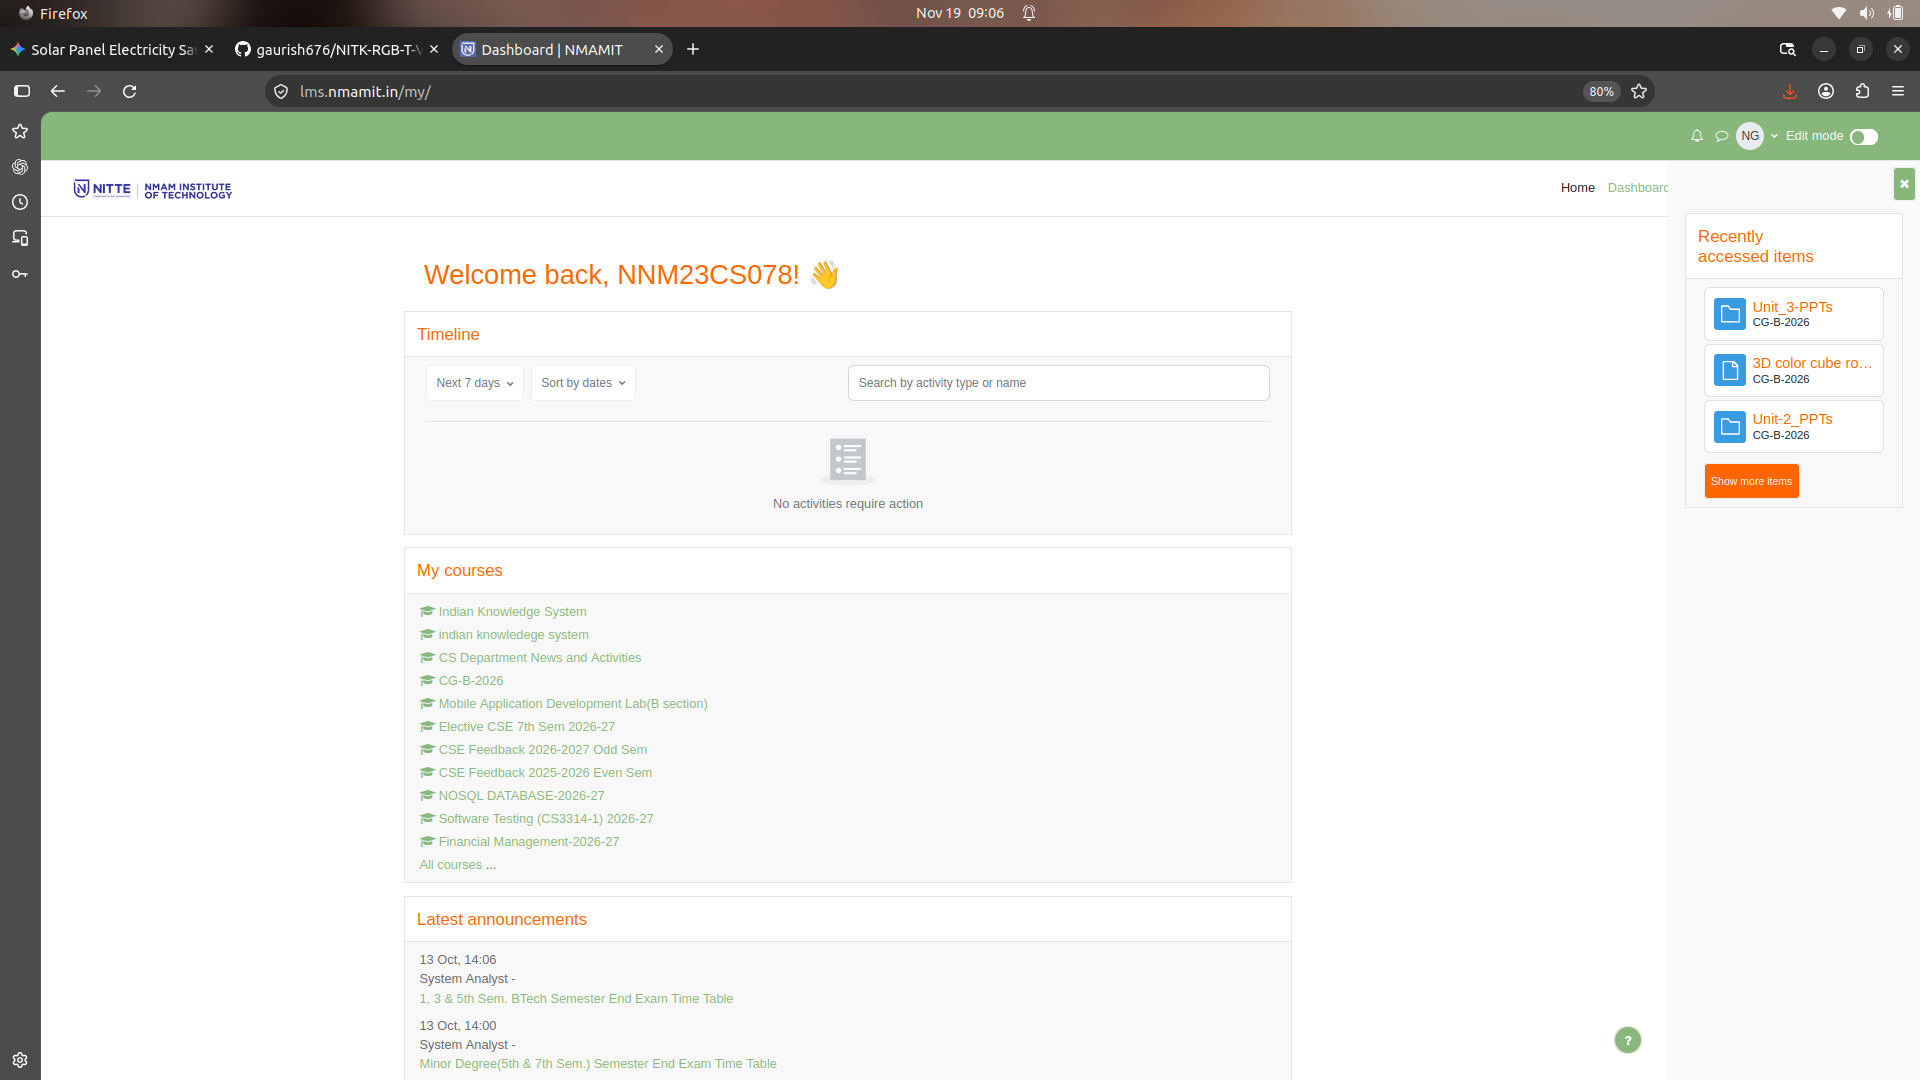 Firefox
Nov 19 09:06
Solar Panel Electricity Sa
gaurish676/NITK-RGB-T-V
Dashboard | NMAMIT
lms.nmamit.in/my/
80%
NG
Edit mode
NITTE
NMAM INSTITUTE
OF TECHNOLOGY
Home
Dashboard
Recently
accessed items
Unit_3-PPTs
CG-B-2026
3D color cube ro...
CG-B-2026
Unit-2_PPTs
CG-B-2026
Show more items
Welcome back, NNM23CS078! 👋
Timeline
Next 7 days
Sort by dates
Search by activity type or name
No activities require action
My courses
Indian Knowledge System
indian knowledege system
CS Department News and Activities
CG-B-2026
Mobile Application Development Lab(B section)
Elective CSE 7th Sem 2026-27
CSE Feedback 2026-2027 Odd Sem
CSE Feedback 2025-2026 Even Sem
NOSQL DATABASE-2026-27
Software Testing (CS3314-1) 2026-27
Financial Management-2026-27
All courses ...
Latest announcements
13 Oct, 14:06
System Analyst -
1, 3 & 5th Sem. BTech Semester End Exam Time Table
13 Oct, 14:00
System Analyst -
Minor Degree(5th & 7th Sem.) Semester End Exam Time Table
?